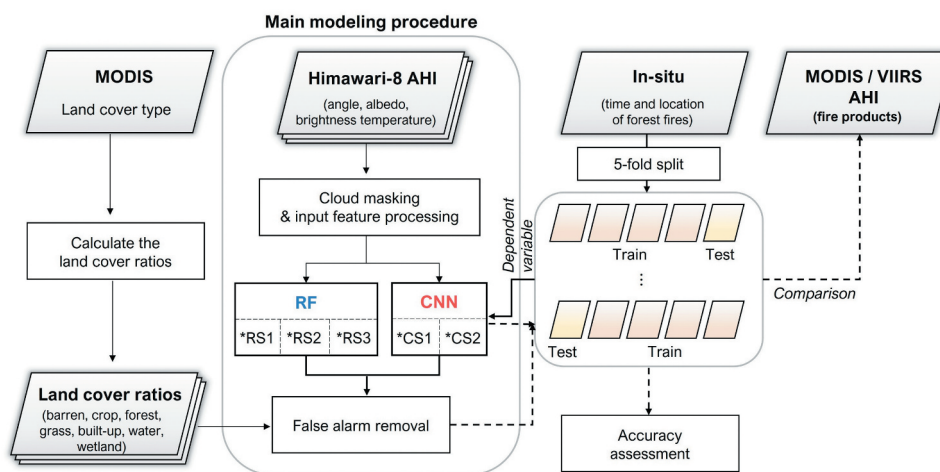 Main modeling procedure
MODIS
Land cover type
Calculate the
land cover ratios
Land cover ratios
(barren, crop, forest,
grass, built-up, water,
wetland)
Himawari-8 AHI
(angle, albedo,
brightness temperature)
Cloud masking
& input feature processing
RF
*RS1 *RS2 *RS3
CNN
*CS1 *CS2
False alarm removal
Dependent
variable
In-situ
(time and location
of forest fires)
5-fold split
Train Test
⋮
Test Train
Accuracy
assessment
Comparison
MODIS / VIIRS
AHI
(fire products)